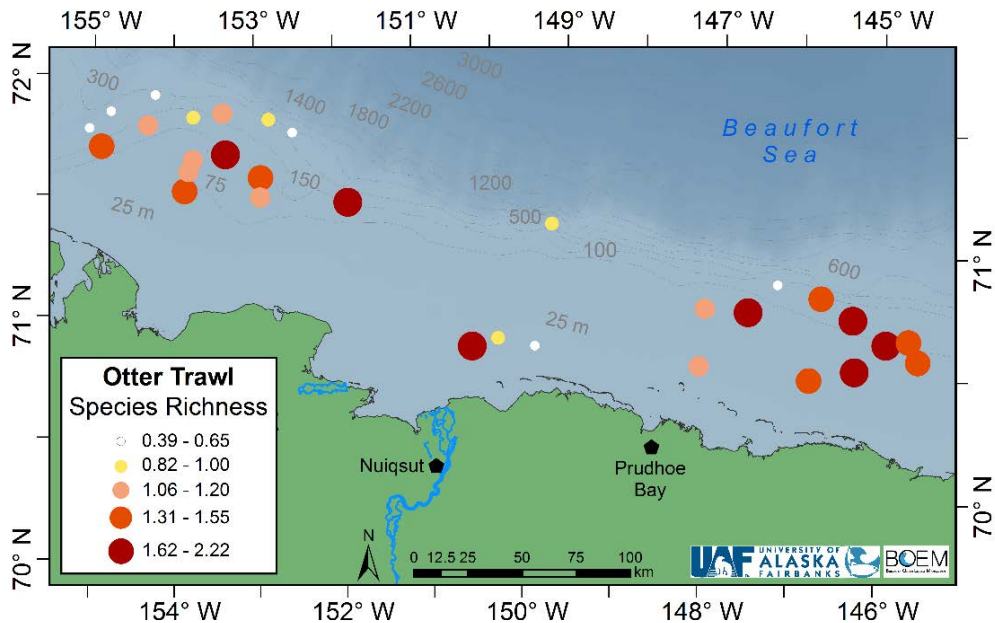 155° W 153° W 151° W 149° W 147° W 145° W
72° N
71° N
70° N
71° N
70° N
300
3000
2600
2200
1400
1800
Beaufort
Sea
75
150
1200
25 m
500
100
600
25 m
Otter Trawl
Species Richness
0.39 - 0.65
0.82 - 1.00
1.06 - 1.20
1.31 - 1.55
1.62 - 2.22
Nuiqsut
Prudhoe
Bay
N
0 12.5 25 50 75 100
km
UAF UNIVERSITY OF
ALASKA
FAIRBANKS
BOEM
154° W 152° W 150° W 148° W 146° W